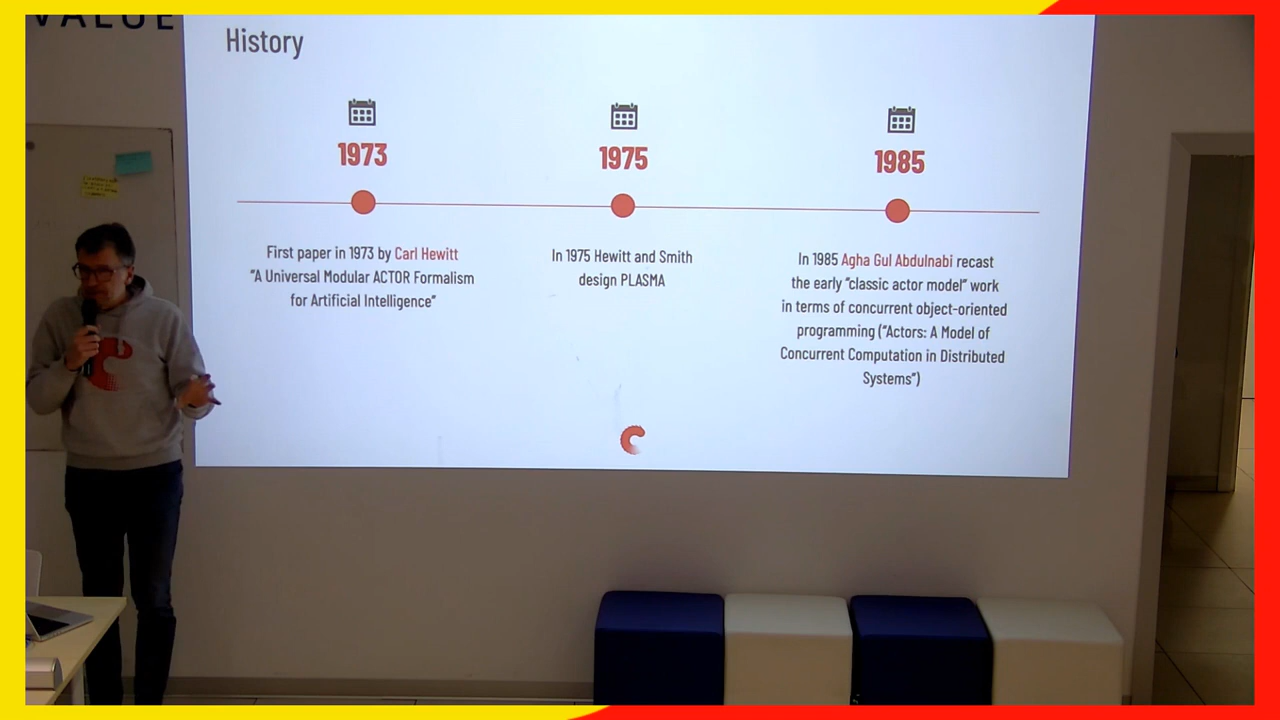 VALUE
History
1973
1975
1985
First paper in 1973 by Carl Hewitt
"A Universal Modular ACTOR Formalism
for Artificial Intelligence"
In 1975 Hewitt and Smith
design PLASMA
In 1985 Agha Gul Abdulnabi recast
the early "classic actor model" work
in terms of concurrent object-oriented
programming ("Actors: A Model of
Concurrent Computation in Distributed
Systems")